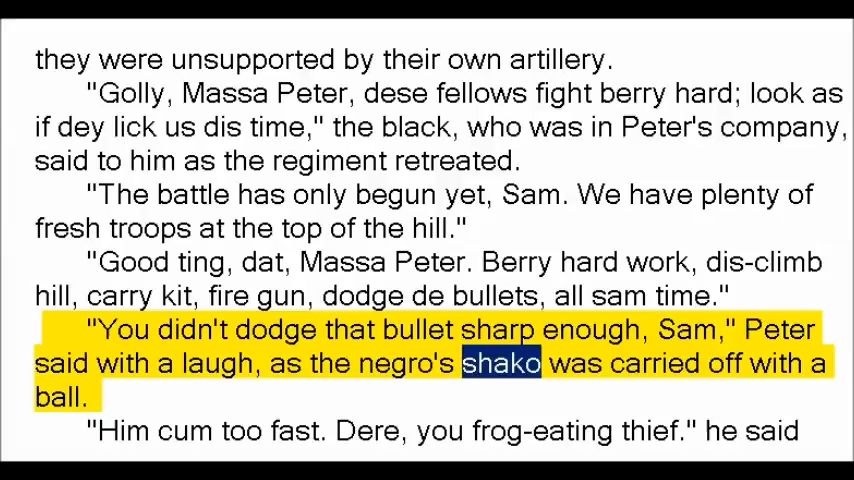 they were unsupported by their own artillery.
"Golly, Massa Peter, dese fellows fight berry hard; look as
if dey lick us dis time," the black, who was in Peter's company,
said to him as the regiment retreated.
"The battle has only begun yet, Sam. We have plenty of
fresh troops at the top of the hill."
"Good ting, dat, Massa Peter. Berry hard work, dis-climb
hill, carry kit, fire gun, dodge de bullets, all sam time."
"You didn't dodge that bullet sharp enough, Sam," Peter
said with a laugh, as the negro's shako was carried off with a
ball.
"Him cum too fast. Dere, you frog-eating thief." he said